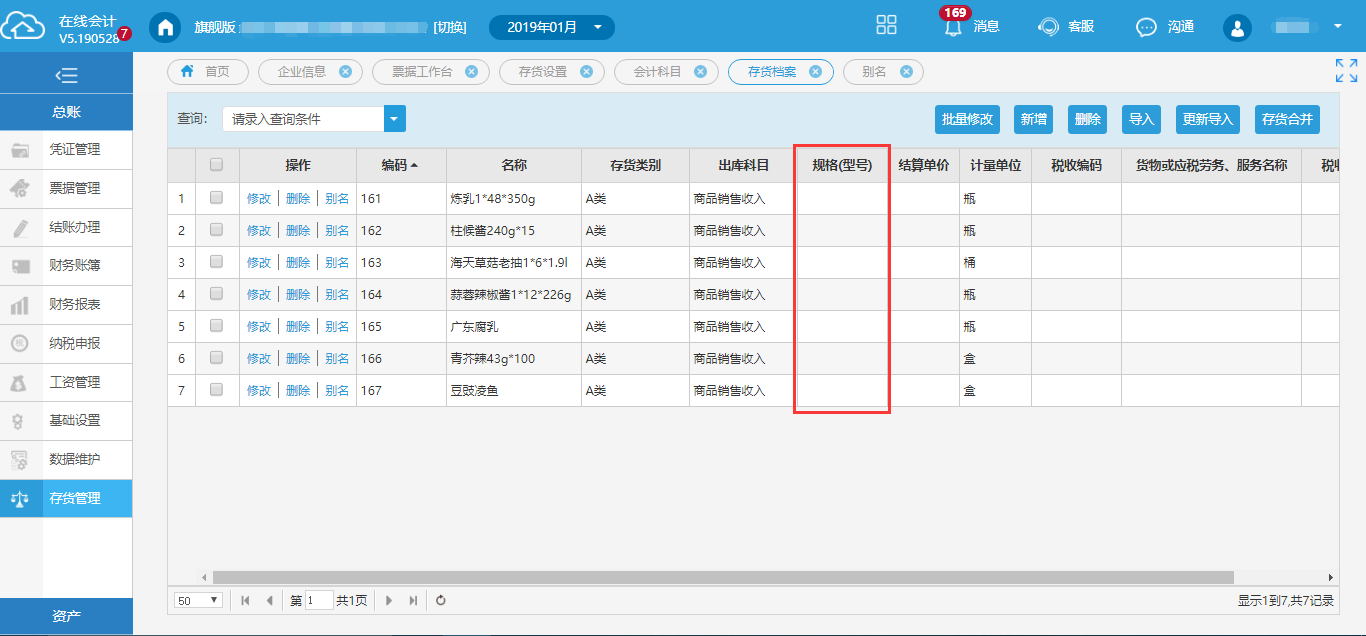 在线会计
V5.190528 7
旗舰版: [切换] 2019年01月 169 消息 客服 沟通
首页 企业信息 票据工作台 存货设置 会计科目 存货档案 别名
总账
凭证管理
票据管理
结账办理
财务账簿
财务报表
纳税申报
工资管理
基础设置
数据维护
存货管理
资产
查询: 请录入查询条件 批量修改 新增 删除 导入 更新导入 存货合并
操作 编码 名称 存货类别 出库科目 规格(型号) 结算单价 计量单位 税收编码 货物或应税劳务、服务名称
1 修改 删除 别名 161 炼乳1*48*350g A类 商品销售收入 瓶
2 修改 删除 别名 162 柱候酱240g*15 A类 商品销售收入 瓶
3 修改 删除 别名 163 海天草菇老抽1*6*1.9l A类 商品销售收入 桶
4 修改 删除 别名 164 蒜蓉辣椒酱1*12*226g A类 商品销售收入 瓶
5 修改 删除 别名 165 广东腐乳 A类 商品销售收入 瓶
6 修改 删除 别名 166 青芥辣43g*100 A类 商品销售收入 盒
7 修改 删除 别名 167 豆豉凌鱼 A类 商品销售收入 盒
50 第 1 共1页 显示1到7,共7记录